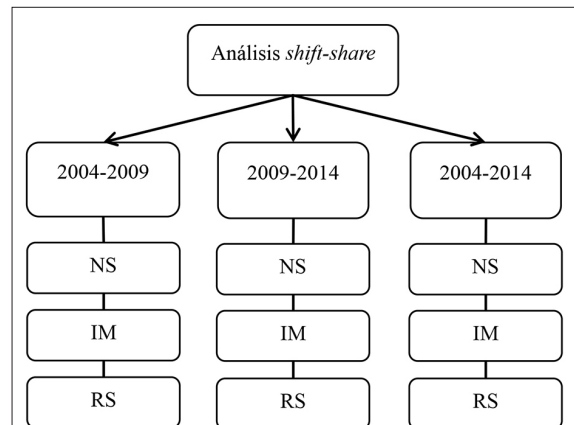 Análisis shift-share
2004-2009
2009-2014
2004-2014
NS
NS
NS
IM
IM
IM
RS
RS
RS